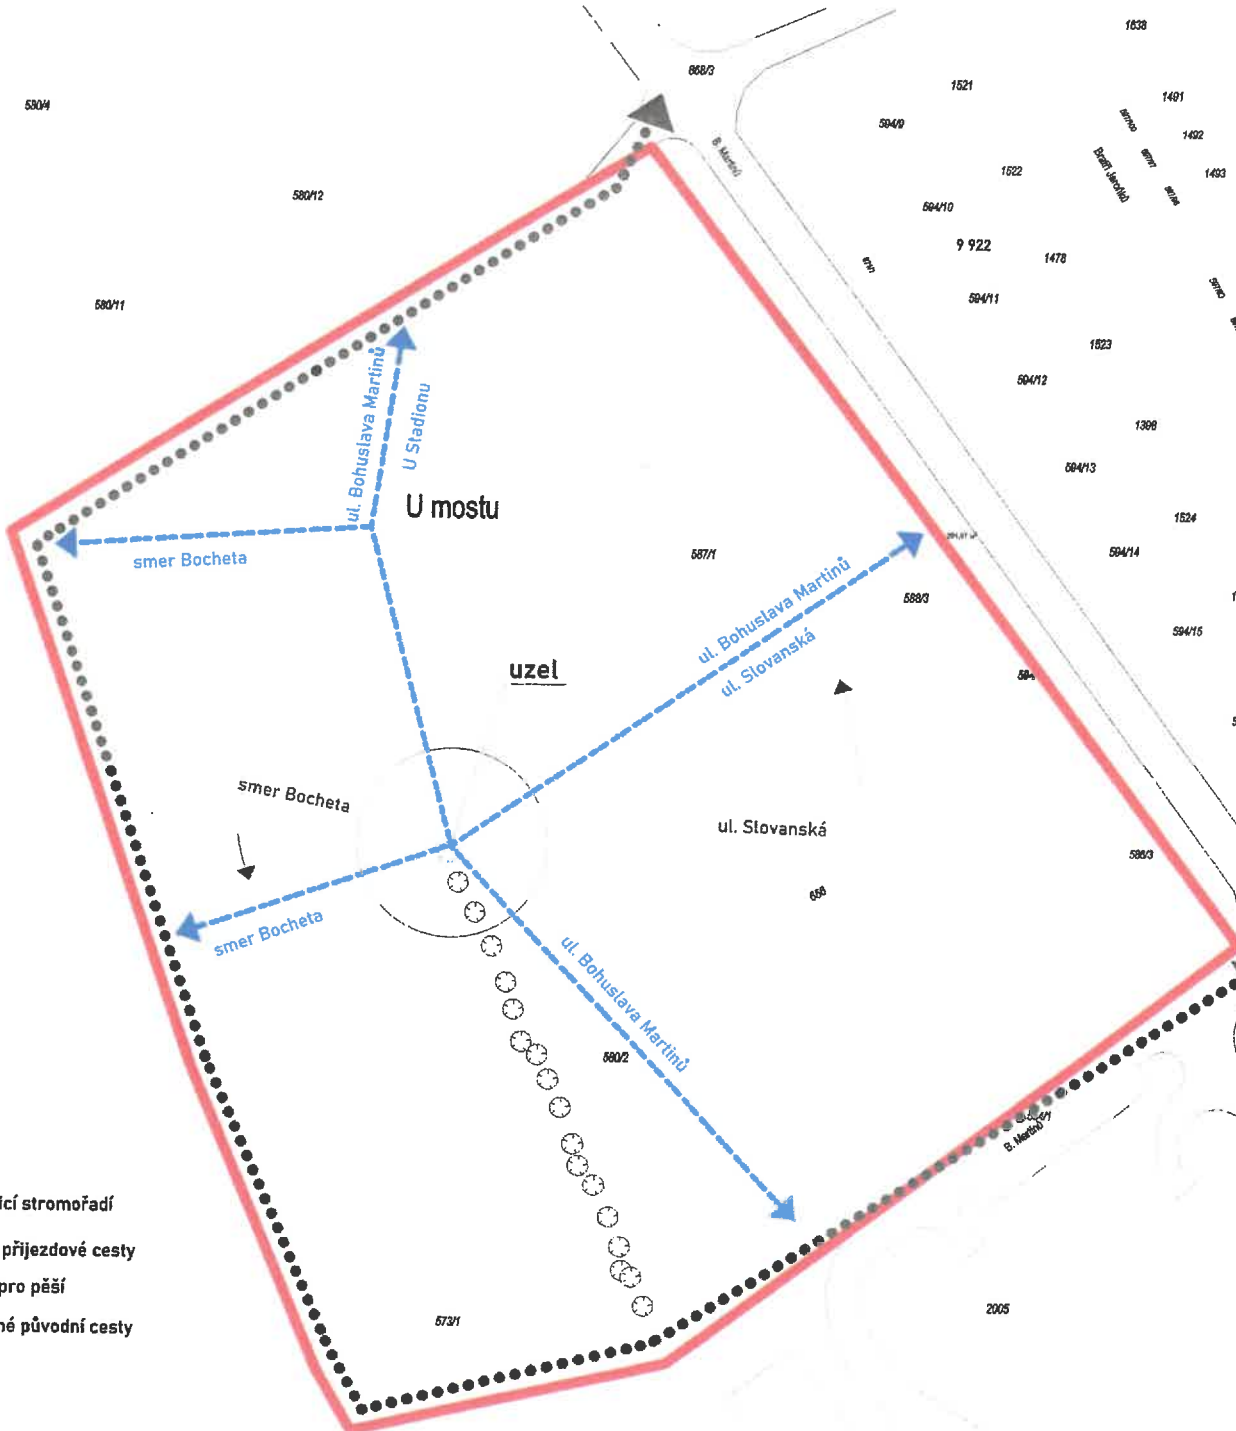 1638
868/3
1521
1491
580/4
594/9
1492
B. Martinů
1522
1493
580/12
594/10
9 922
1478
594/11
580/11
1523
594/12
ul. Bohuslava Martinů
U Stadionu
1398
594/13
U mostu
1524
smer Bocheta
587/1
594/14
588/3
ul. Bohuslava Martinů
ul. Slovanská
594/15
uzel
594
smer Bocheta
ul. Slovanská
586/3
656
smer Bocheta
ul. Bohuslava Martinů
580/2
B. Martinů
icí stromořadí
přijezdové cesty
pro pěší
né původní cesty
573/1
2005